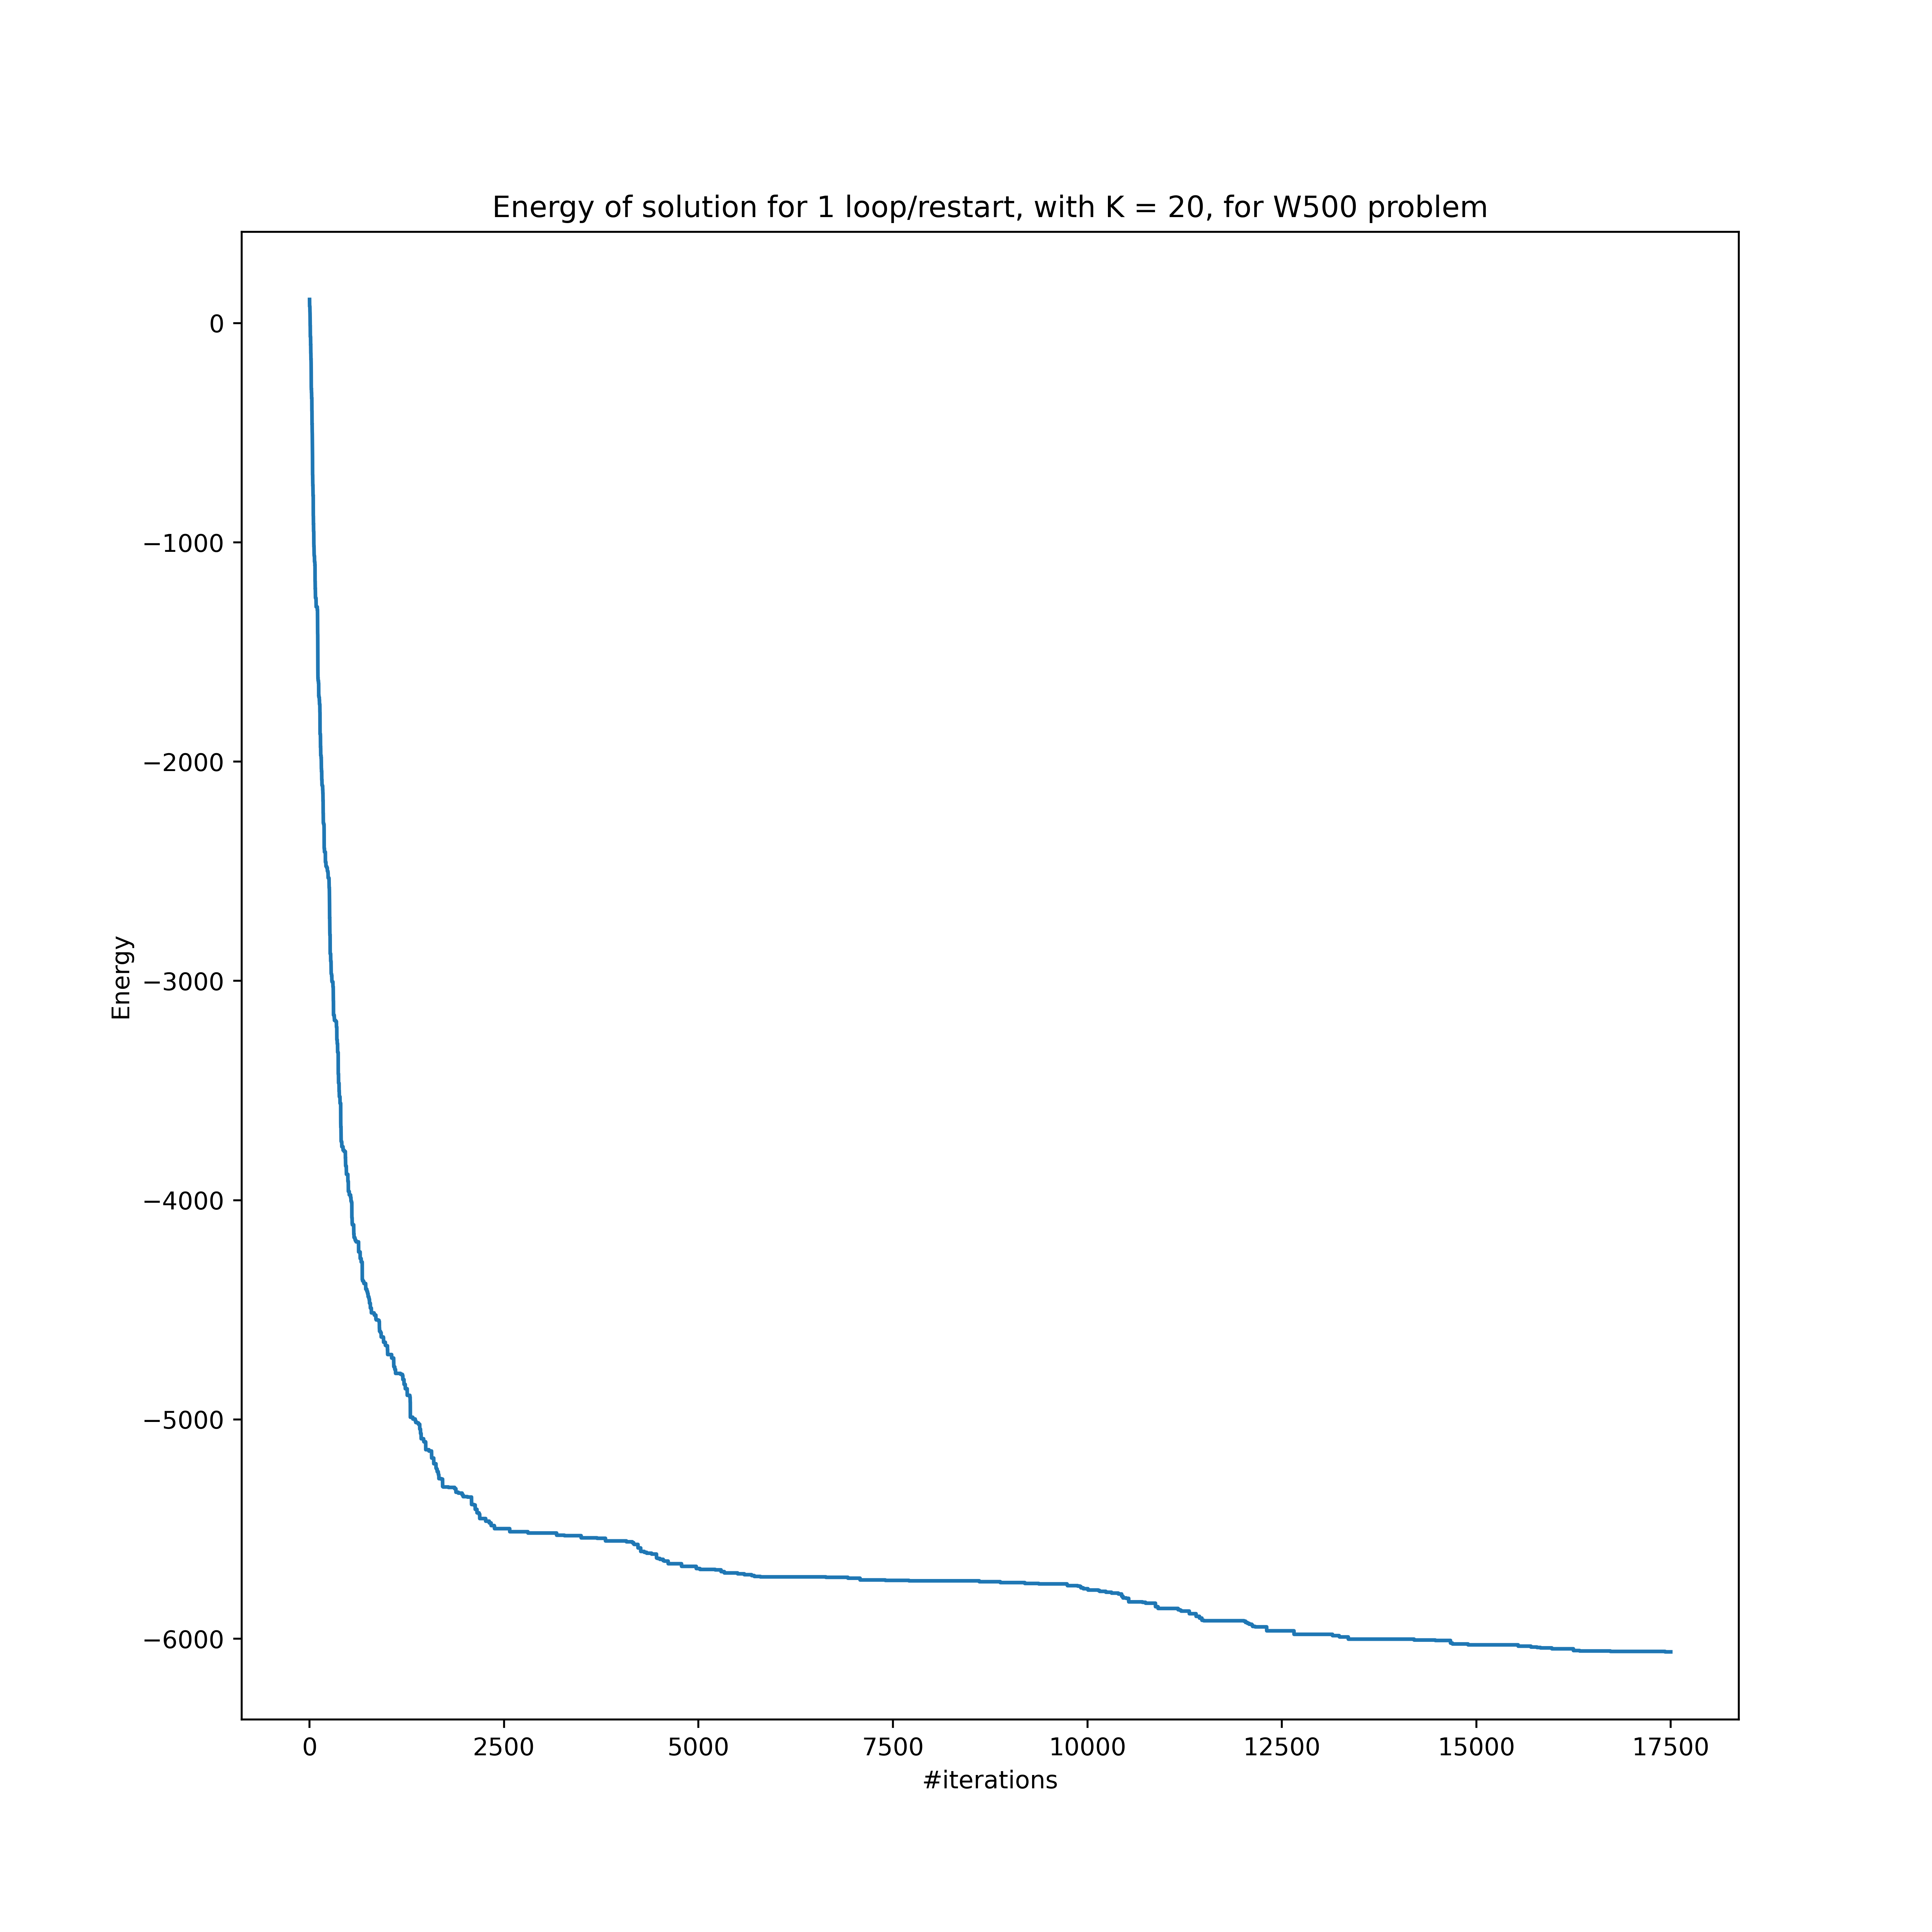 Energy of solution for 1 loop/restart, with K = 20, for W500 problem
0
−1000
−2000
−3000
−4000
−5000
−6000
Energy
0 2500 5000 7500 10000 12500 15000 17500
#iterations